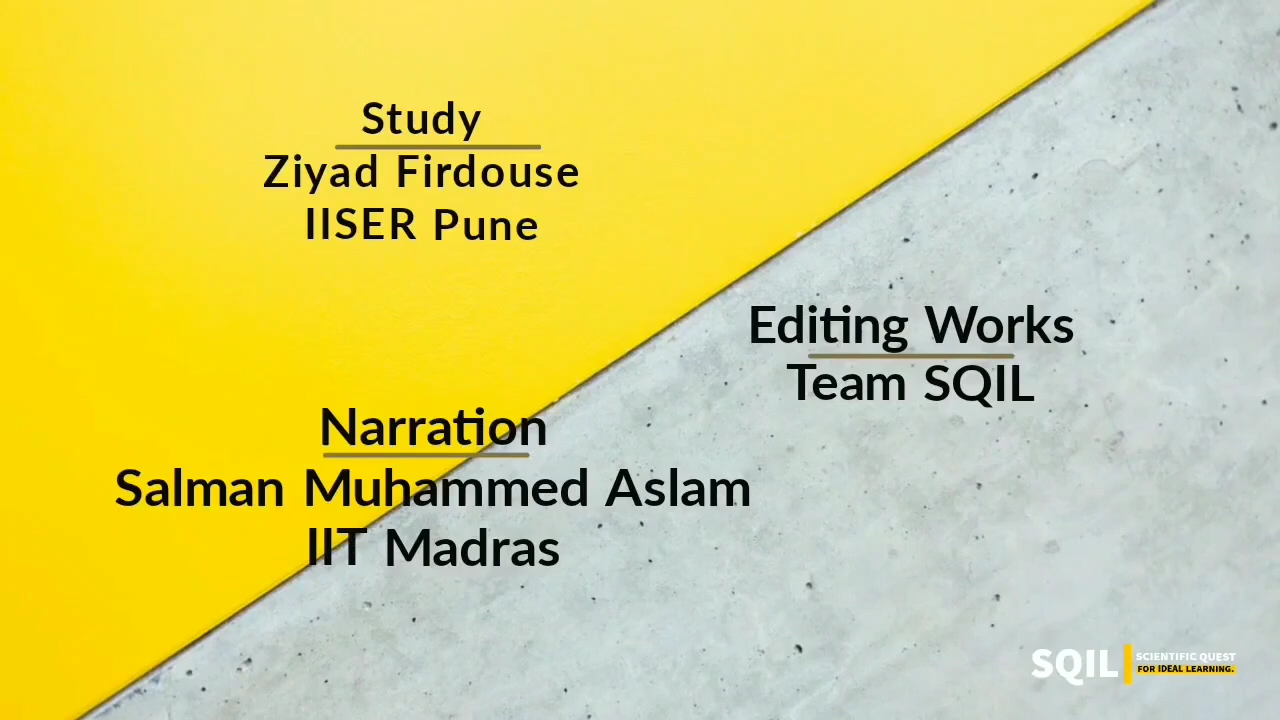 Study
Ziyad Firdouse
IISER Pune
Editing Works
Team SQIL
Narration
Salman Muhammed Aslam
IIT Madras
SQIL
SCIENTIFIC QUEST
FOR IDEAL LEARNING.